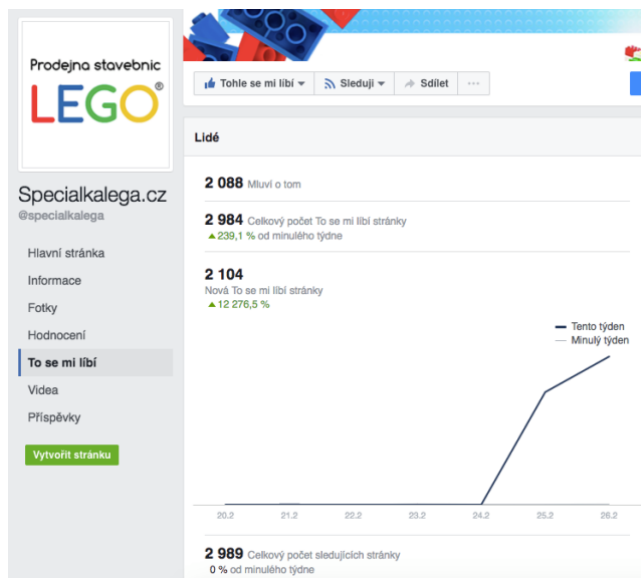 Prodejna stavebnic
LEGO®
Specialkalega.cz
@specialkalega
Hlavní stránka
Informace
Fotky
Hodnocení
To se mi líbí
Videa
Příspěvky
Vytvořit stránku
Tohle se mi líbí
Sleduji
Sdílet
Lidé
2 088 Mluví o tom
2 984 Celkový počet To se mi líbí stránky
239,1 % od minulého týdne
2 104
Nová To se mi líbí stránky
12 276,5 %
Tento týden
Minulý týden
20.2 21.2 22.2 23.2 24.2 25.2 26.2
2 989 Celkový počet sledujících stránky
0 % od minulého týdne